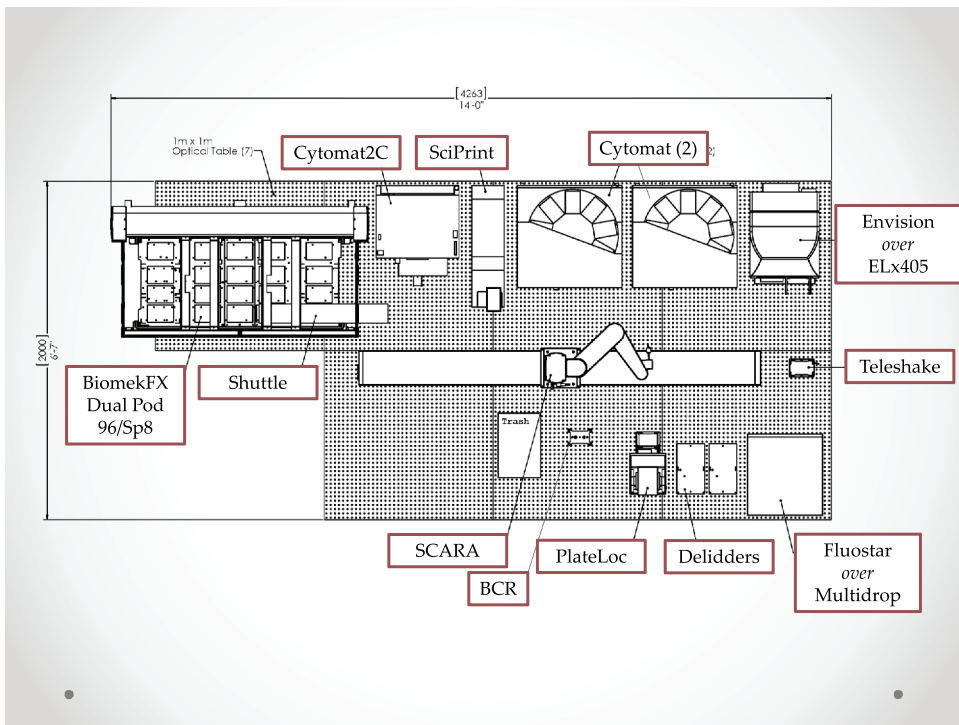 [4263]
14'-0"
1m x 1m
Optical Table (7)
Cytomat2C
SciPrint
Cytomat (2)
2)
Envision
over
ELx405
[2000]
6'-7"
BiomekFX
Dual Pod
96/Sp8
Shuttle
Teleshake
Trash
SCARA
BCR
PlateLoc
Delidders
Fluostar
over
Multidrop